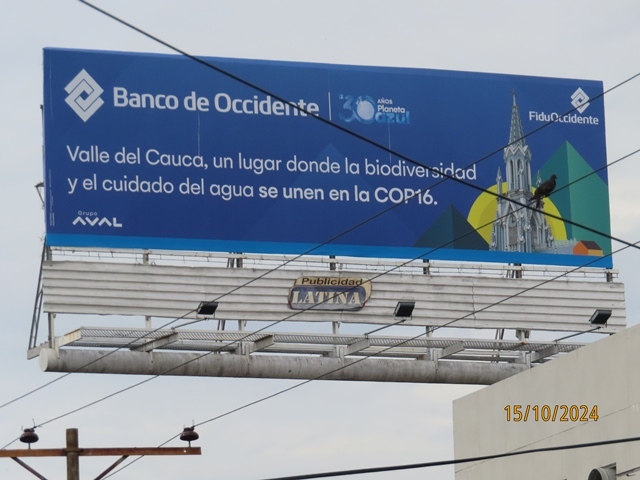 Banco de Occidente
30 AÑOS
Planeta
azul
FiduOccidente
Valle del Cauca, un lugar donde la biodiversidad
y el cuidado del agua se unen en la COP16.
Grupo
AVAL
Publicidad
LATINA
15/10/2024